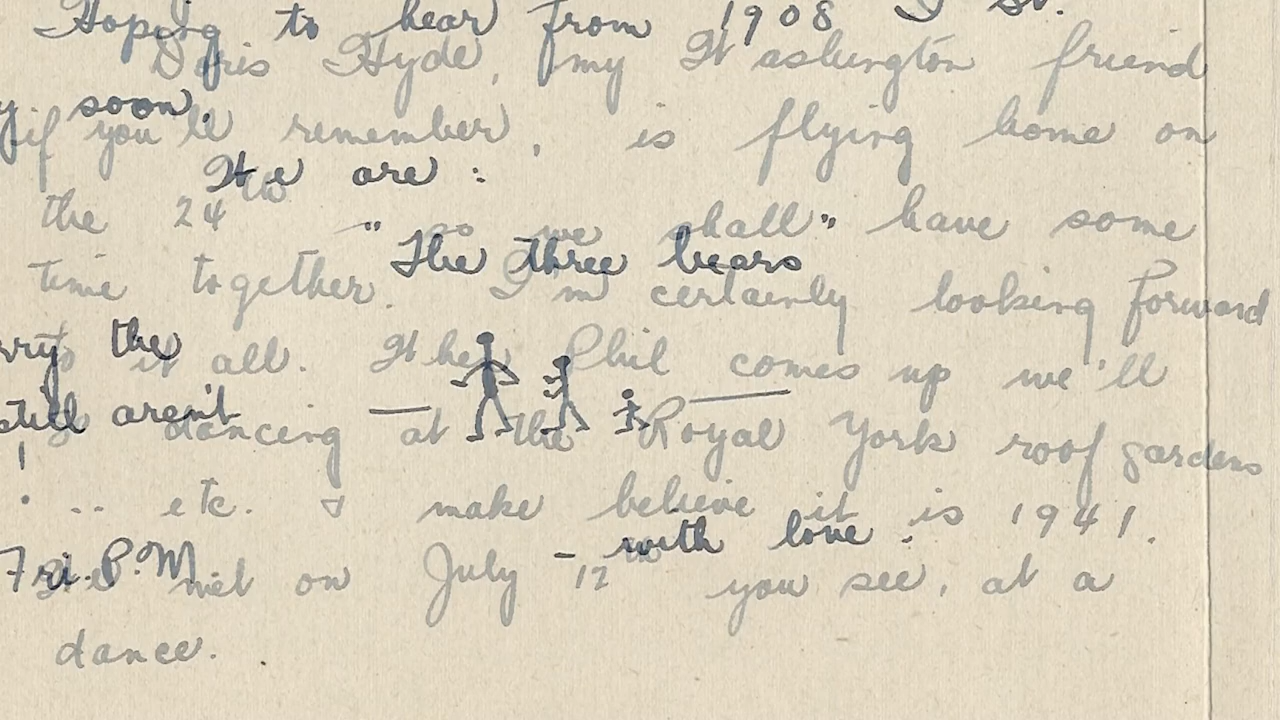 Hoping to hear from 1908 I St.
Doris Hyde, my Washington friend
y soon.
if you'll remember, is flying home on
We are :
the 24th so we shall have some
"The three bears"
time together. I'm certainly looking forward
the
to it all. When Phil comes up we'll
still aren't
dancing at the Royal York roof gardens
! ... etc. & make believe it is 1941.
- with love.
Fri. P.M.
met on July 12th you see, at a
dance.